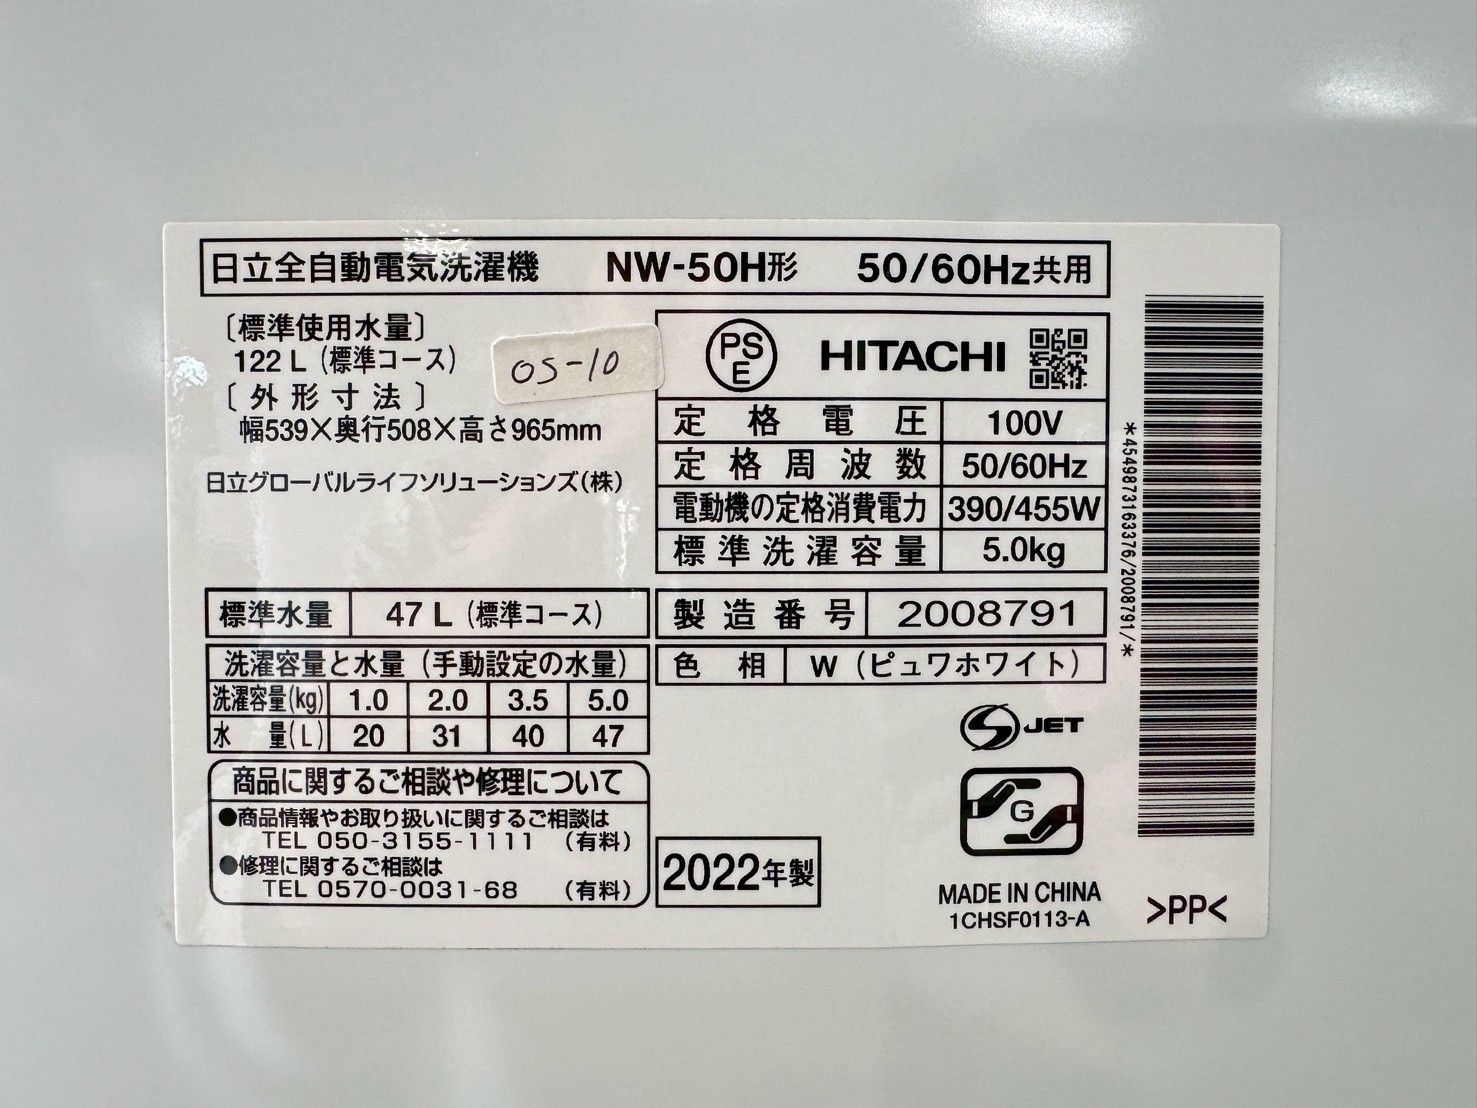 日立全自動電気洗濯機 NW-50H形 50/60Hz共用
〔標準使用水量〕
122 L (標準コース)
〔外形寸法〕
幅539×奥行508×高さ965mm
日立グローバルライフソリューションズ(株)
OS-10
PS
E
HITACHI
定格電圧 100V
定格周波数 50/60Hz
電動機の定格消費電力 390/455W
標準洗濯容量 5.0kg
標準水量 47 L (標準コース)
製造番号 2008791
洗濯容量と水量 (手動設定の水量)
洗濯容量(kg) 1.0 2.0 3.5 5.0
水量(L) 20 31 40 47
色相 W (ピュワホワイト)
商品に関するご相談や修理について
●商品情報やお取り扱いに関するご相談は
TEL 050-3155-1111 (有料)
●修理に関するご相談は
TEL 0570-0031-68 (有料)
2022年製
S JET
G
MADE IN CHINA
1CHSF0113-A
>PP<
*4549873163376/2008791/*